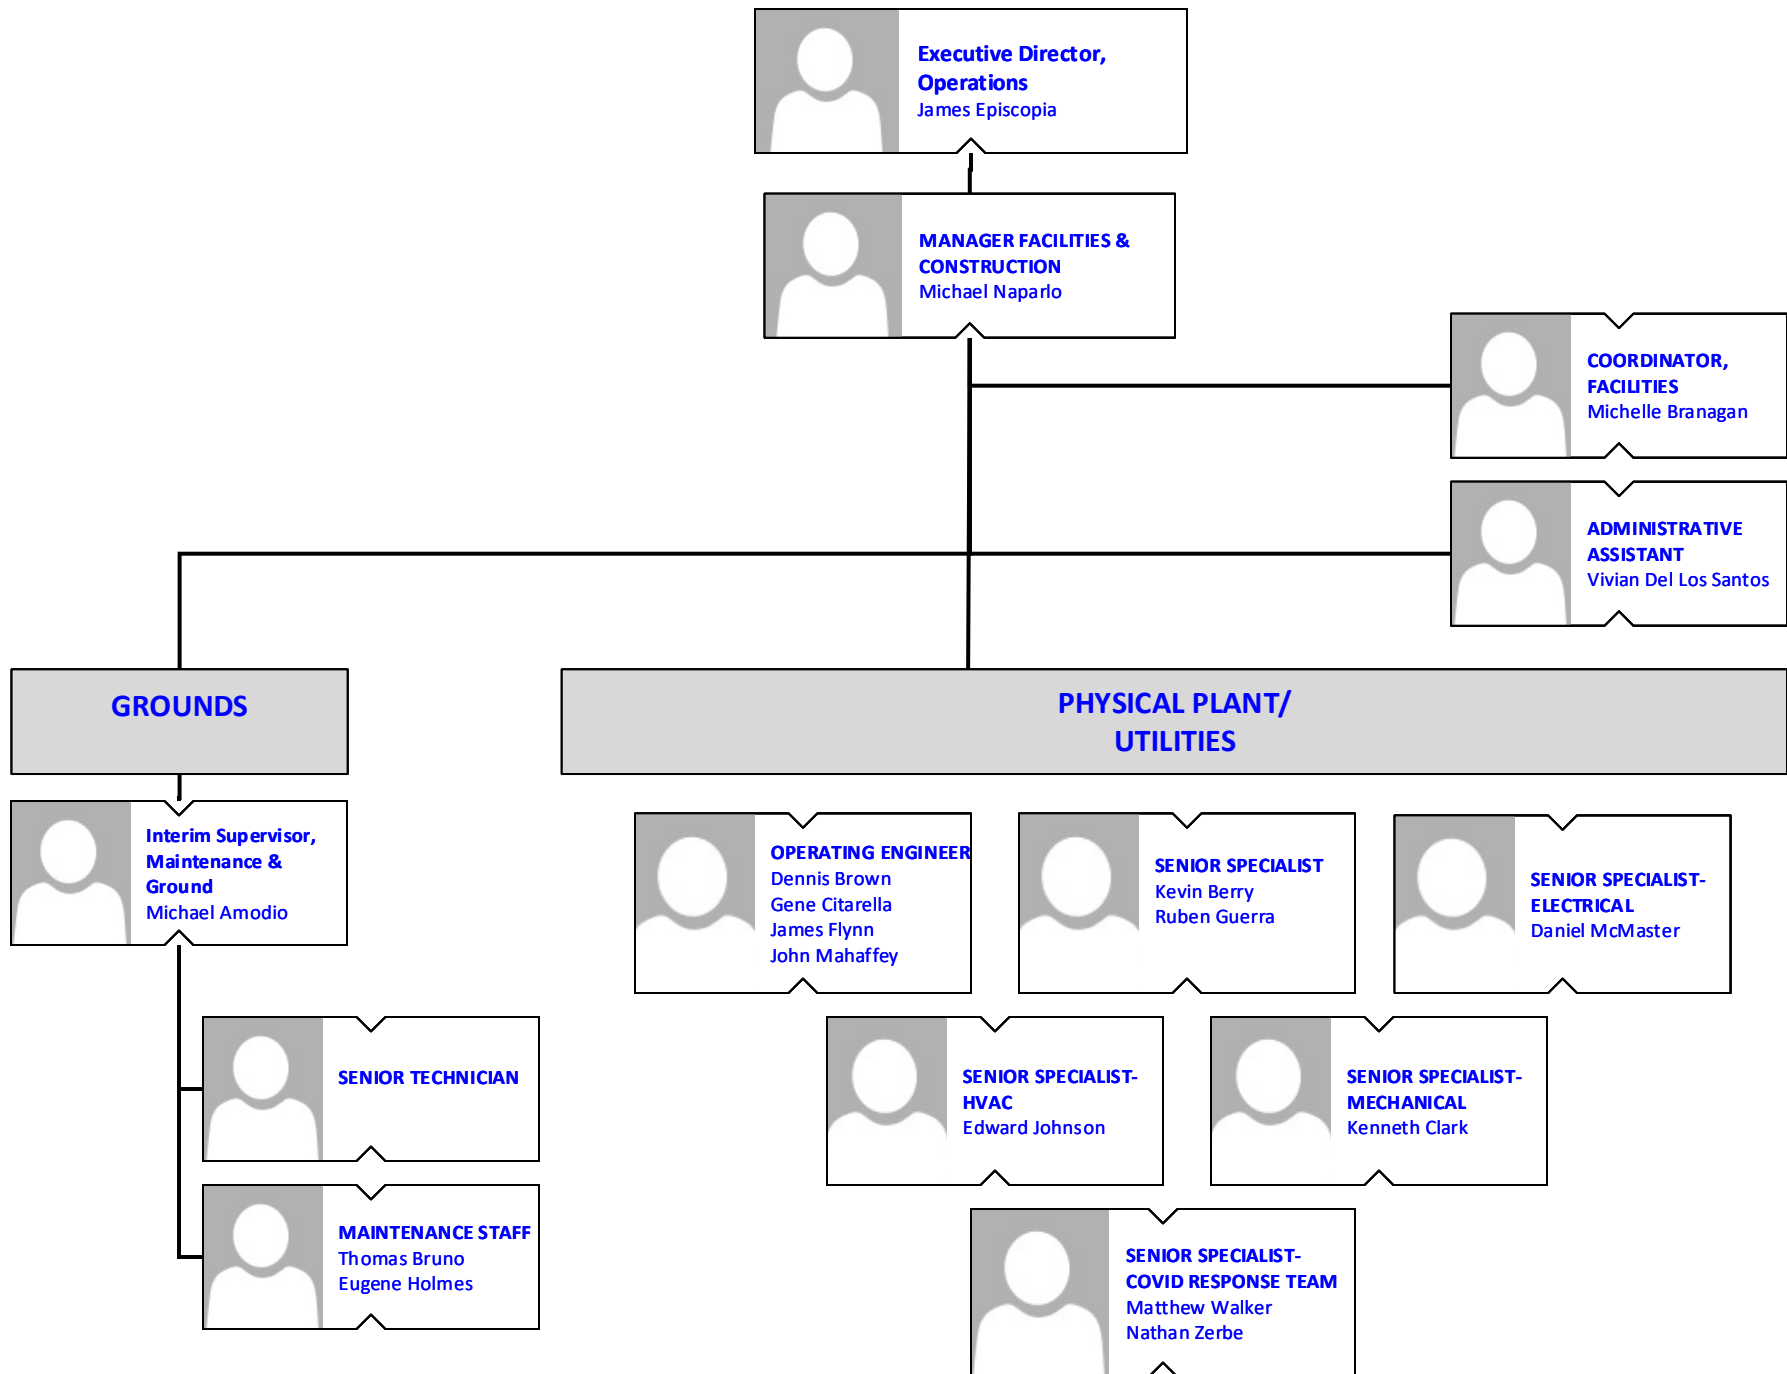 Executive Director,
Operations
James Episcopia
MANAGER FACILITIES &
CONSTRUCTION
Michael Naparlo
COORDINATOR,
FACILITIES
Michelle Branagan
ADMINISTRATIVE
ASSISTANT
Vivian Del Los Santos
GROUNDS
PHYSICAL PLANT/
UTILITIES
Interim Supervisor,
Maintenance &
Ground
Michael Amodio
OPERATING ENGINEER
Dennis Brown
Gene Citarella
James Flynn
John Mahaffey
SENIOR SPECIALIST
Kevin Berry
Ruben Guerra
SENIOR SPECIALIST-
ELECTRICAL
Daniel McMaster
SENIOR TECHNICIAN
SENIOR SPECIALIST-
HVAC
Edward Johnson
SENIOR SPECIALIST-
MECHANICAL
Kenneth Clark
MAINTENANCE STAFF
Thomas Bruno
Eugene Holmes
SENIOR SPECIALIST-
COVID RESPONSE TEAM
Matthew Walker
Nathan Zerbe